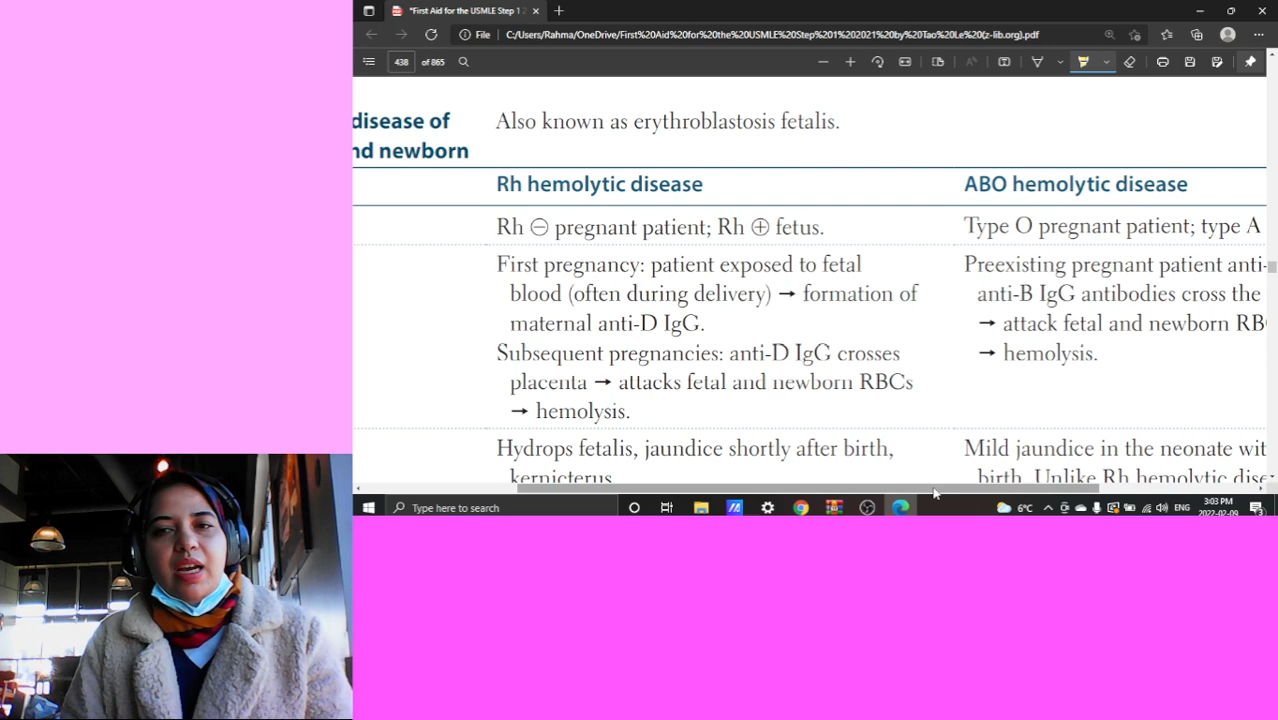 *First Aid for the USMLE Step 1 2
File
C:/Users/Rahma/OneDrive/First%20Aid%20for%20the%20USMLE%20Step%201%202021%20by%20Tao%20Le%20(z-lib.org).pdf
438 of 865
disease of
nd newborn
Also known as erythroblastosis fetalis.
Rh hemolytic disease
ABO hemolytic disease
Rh ⊖ pregnant patient; Rh ⊕ fetus.
Type O pregnant patient; type A
First pregnancy: patient exposed to fetal
blood (often during delivery) → formation of
maternal anti-D IgG.
Subsequent pregnancies: anti-D IgG crosses
placenta → attacks fetal and newborn RBCs
→ hemolysis.
Preexisting pregnant patient anti-
anti-B IgG antibodies cross the
→ attack fetal and newborn RBC
→ hemolysis.
Hydrops fetalis, jaundice shortly after birth,
kernicterus
Mild jaundice in the neonate wit
birth. Unlike Rh hemolytic dise
Type here to search
6°C
ENG
3:03 PM
2022-02-09